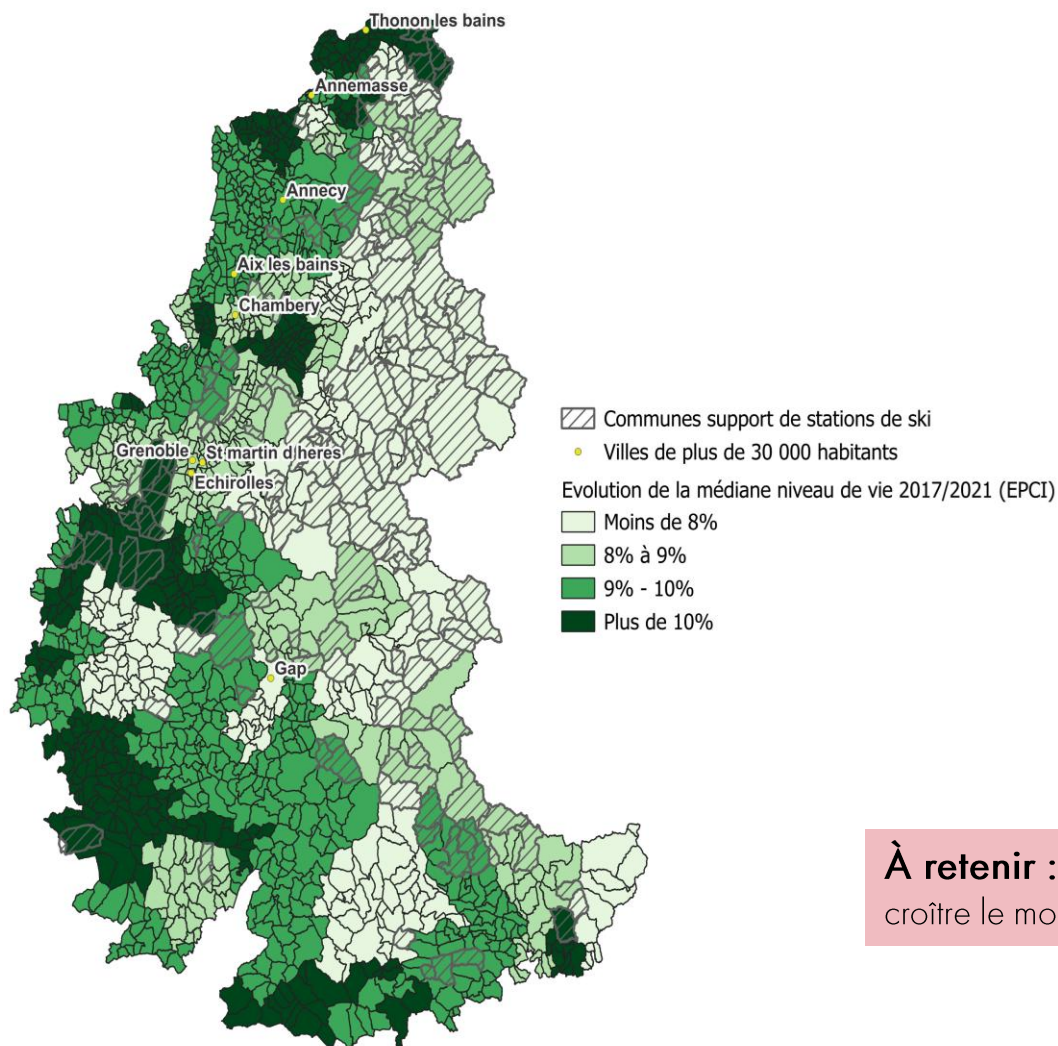 Thonon les bains
Annemasse
Annecy
Aix les bains
Chambery
Grenoble
St martin d heres
Echirolles
Gap
Communes support de stations de ski
Villes de plus de 30 000 habitants
Evolution de la médiane niveau de vie 2017/2021 (EPCI)
Moins de 8%
8% à 9%
9% - 10%
Plus de 10%
À retenir :
croître le mo